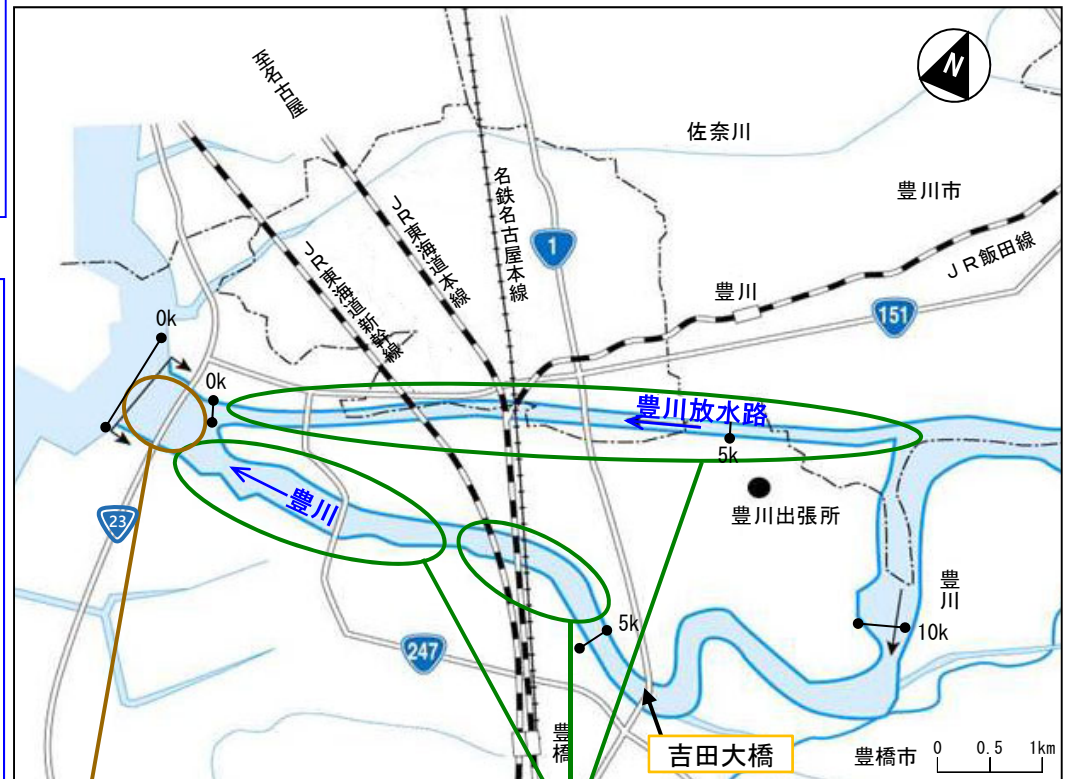 至名古屋
N
佐奈川
豊川市
JR東海道本線
名鉄名古屋本線
1
JR東海道新幹線
JR飯田線
豊川
151
0k
0k
豊川放水路
5k
豊川
豊川出張所
23
豊川
5k
10k
247
豊橋
吉田大橋
豊橋市
0 0.5 1km